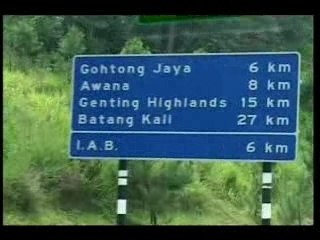 Gohtong Jaya 6 km
Awana 8 km
Genting Highlands 15 km
Batang Kali 27 km
I.A.B. 6 km